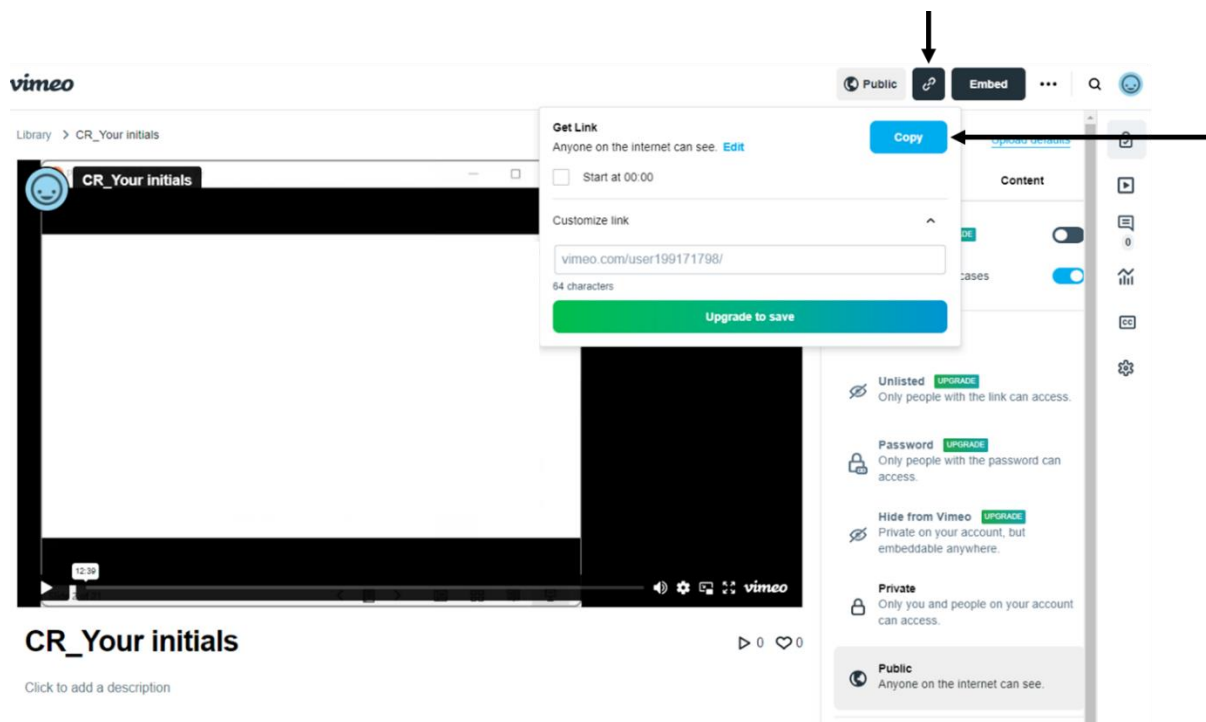 vimeo
Public
Embed
Library > CR_Your initials
Get Link
Anyone on the internet can see. Edit
Copy
Start at 00:00
Customize link
vimeo.com/user199171798/
64 characters
Upgrade to save
Upload defaults
Content
cases
0
CR_Your initials
12:39
vimeo
CC
Unlisted UPGRADE
Only people with the link can access.
Password UPGRADE
Only people with the password can
access.
Hide from Vimeo UPGRADE
Private on your account, but
embeddable anywhere.
Private
Only you and people on your account
can access.
Public
Anyone on the internet can see.
CR_Your initials
0 0
Click to add a description